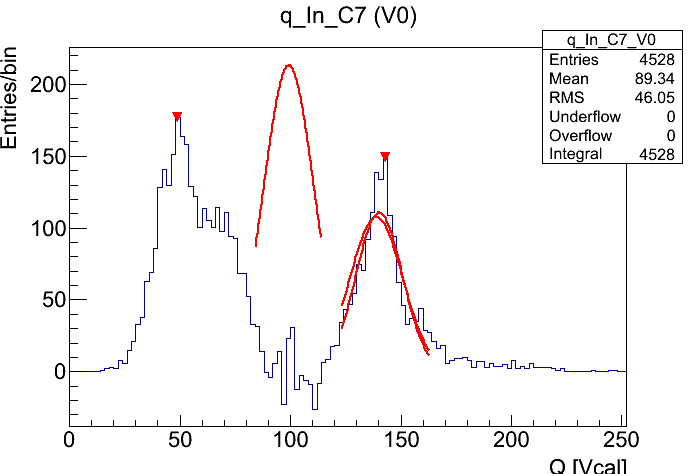 q_In_C7 (V0)
q_In_C7_V0
Entries 4528
Mean 89.34
RMS 46.05
Underflow 0
Overflow 0
Integral 4528
Entries/bin
200
150
100
50
0
0 50 100 150 200 250
Q [Vcal]